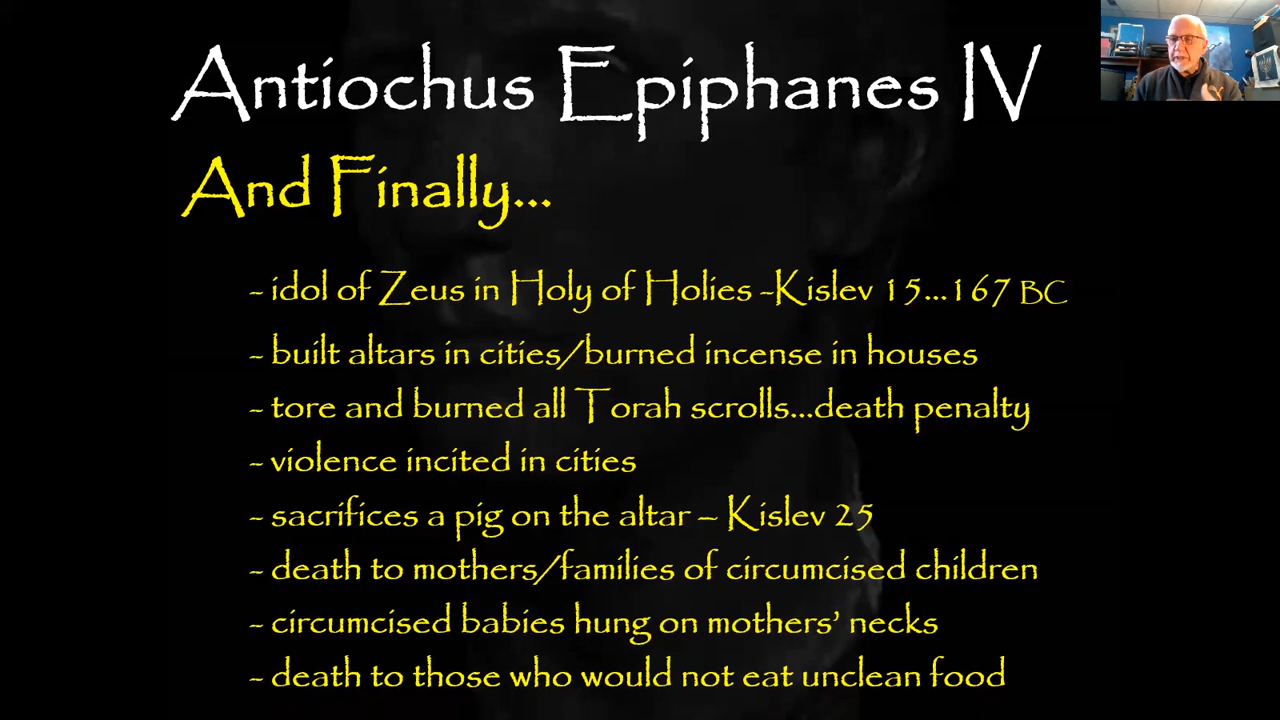 Antiochus Epiphanes IV
And Finally...
- idol of Zeus in Holy of Holies -Kislev 15...167 BC
- built altars in cities/burned incense in houses
- tore and burned all Torah scrolls...death penalty
- violence incited in cities
- sacrifices a pig on the altar – Kislev 25
- death to mothers/families of circumcised children
- circumcised babies hung on mothers’ necks
- death to those who would not eat unclean food